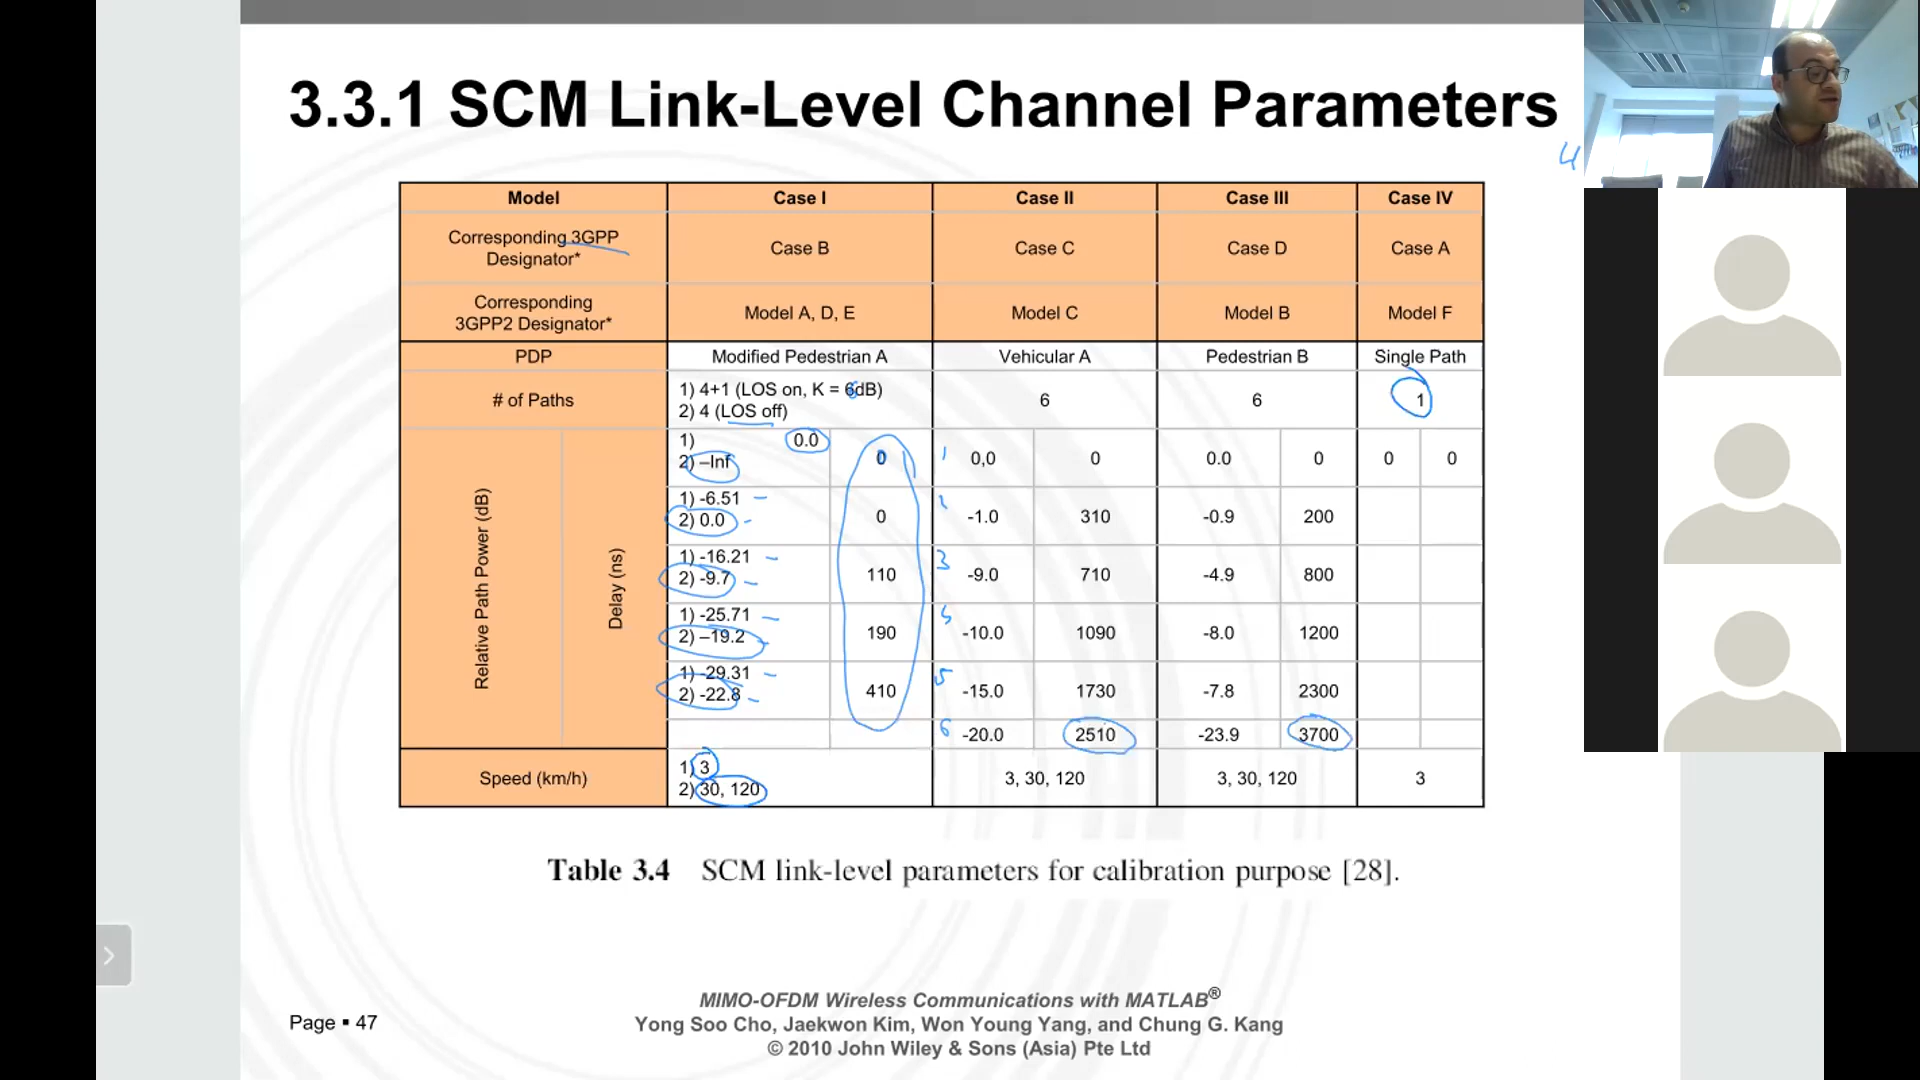 3.3.1 SCM Link-Level Channel Parameters
4
Model Case I Case II Case III Case IV
Corresponding 3GPP
Designator* Case B Case C Case D Case A
Corresponding
3GPP2 Designator* Model A, D, E Model C Model B Model F
PDP Modified Pedestrian A Vehicular A Pedestrian B Single Path
# of Paths 1) 4+1 (LOS on, K = 6dB)
2) 4 (LOS off) 6 6 1
Relative Path Power (dB)
Delay (ns)
1) 0.0
2) –Inf 0 1 0,0 0 0.0 0 0 0
1) -6.51
2) 0.0 0 -1.0 310 -0.9 200
1) -16.21
2) -9.7 110 3 -9.0 710 -4.9 800
1) -25.71
2) –19.2 190 -10.0 1090 -8.0 1200
1) -29.31
2) -22.8 410 5 -15.0 1730 -7.8 2300
6 -20.0 2510 -23.9 3700
Speed (km/h) 1) 3
2) 30, 120 3, 30, 120 3, 30, 120 3
Table 3.4 SCM link-level parameters for calibration purpose [28].
MIMO-OFDM Wireless Communications with MATLAB®
Page ▪ 47 Yong Soo Cho, Jaekwon Kim, Won Young Yang, and Chung G. Kang
© 2010 John Wiley & Sons (Asia) Pte Ltd